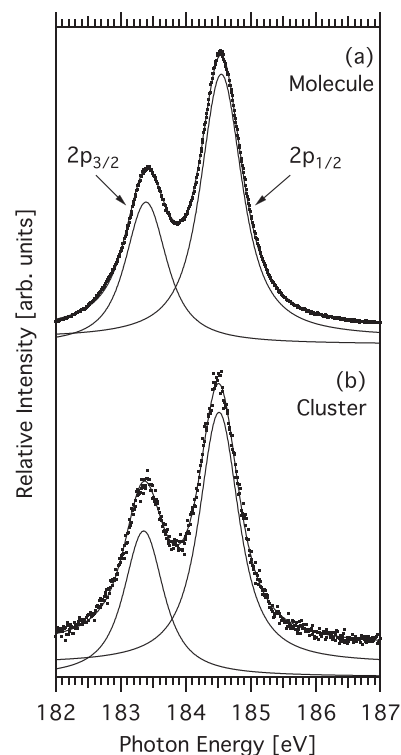 (a)
Molecule
2p3/2
2p1/2
Relative Intensity [arb. units]
(b)
Cluster
182 183 184 185 186 187
Photon Energy [eV]